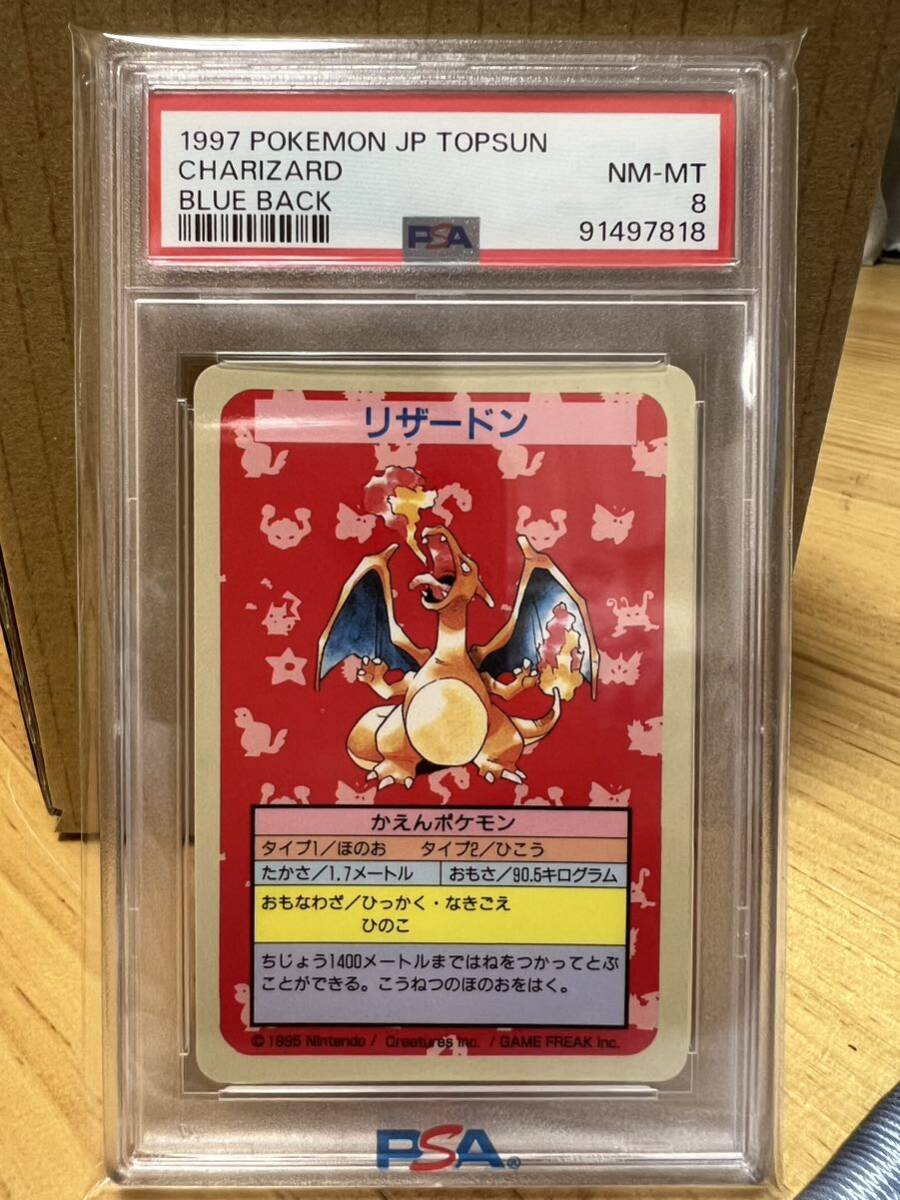 1997 POKEMON JP TOPSUN
CHARIZARD
NM-MT
BLUE BACK
8
PSA
91497818
リザードン
かえんポケモン
タイプ1/ほのお タイプ2/ひこう
たかさ/1.7メートル おもさ/90.5キログラム
おもなわざ/ひっかく・なきごえ
ひのこ
ちじょう1400メートルまではねをつかってとぶ
ことができる。こうねつのほのおをはく。
©1995 Nintendo / Creatures inc. / GAME FREAK inc.
PSA®